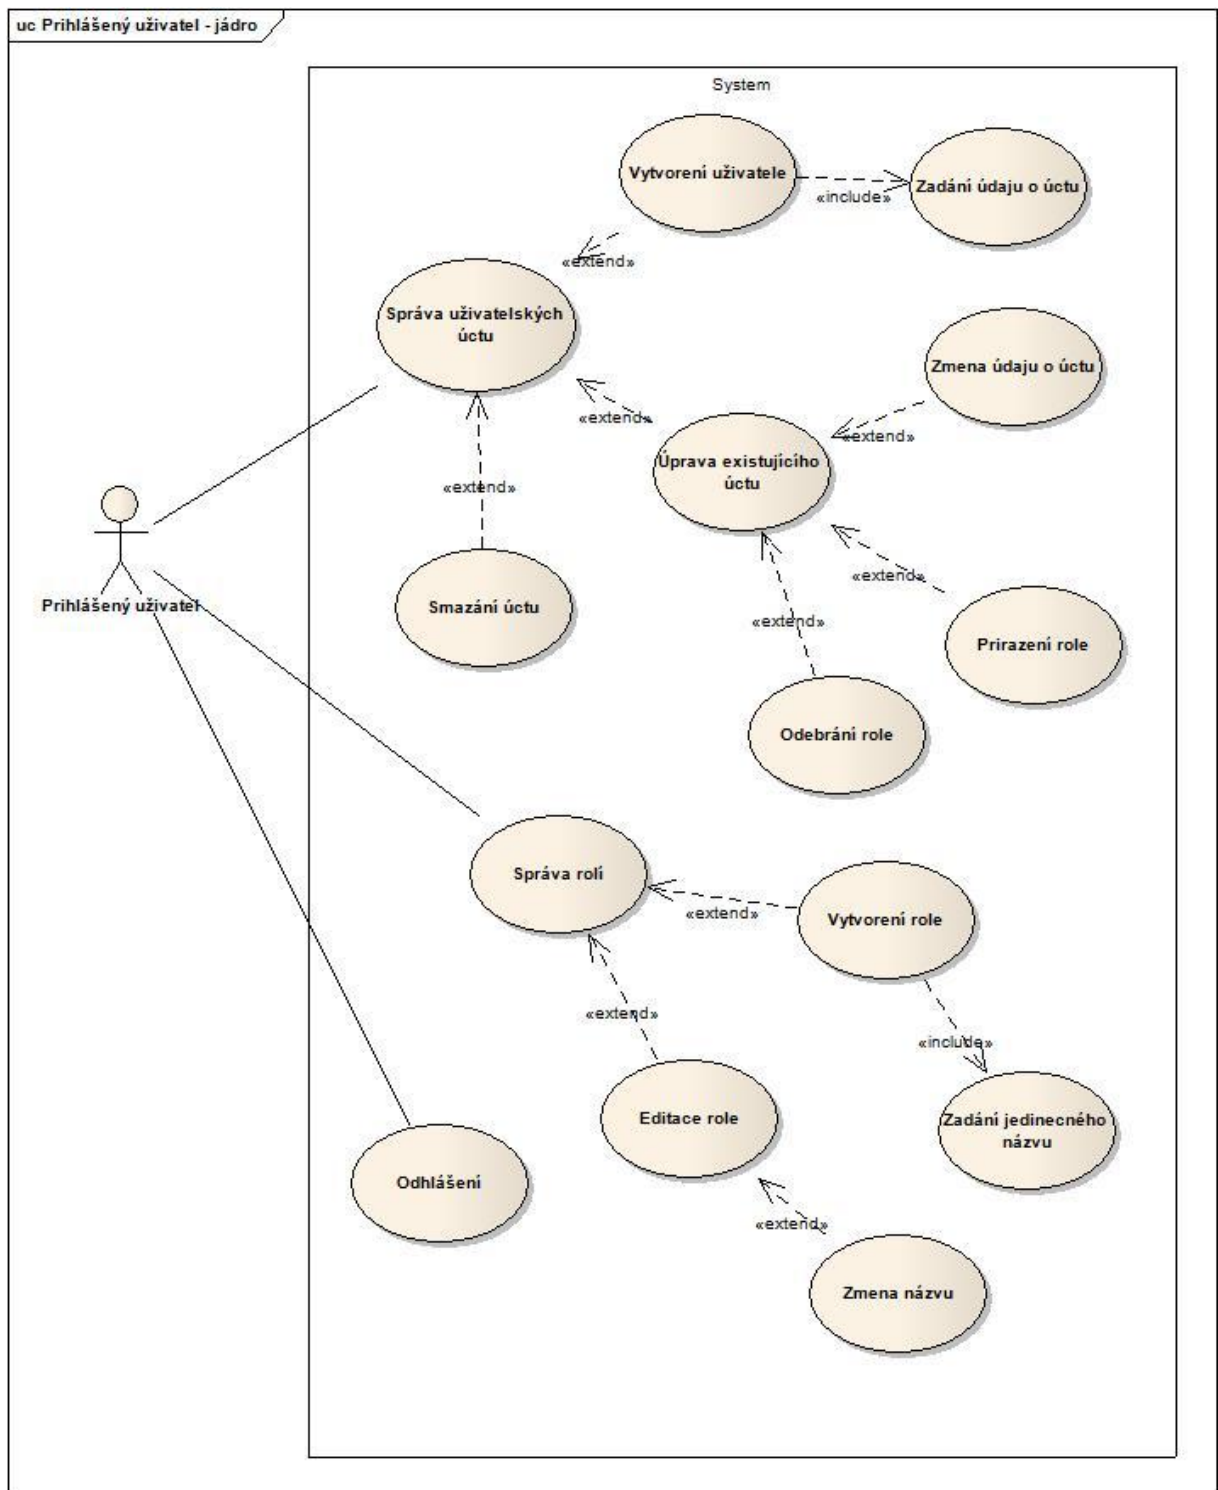 uc Prihlášený uživatel - jádro
System
Vytvorení uživatele
Zadání údaju o úctu
«include»
«extend»
Správa uživatelských
úctu
Zmena údaju o úctu
«extend»
«extend»
Úprava existujícího
úctu
«extend»
«extend»
Prihlášený uživatel
Smazání úctu
«extend»
Prirazení role
Odebrání role
Správa rolí
«extend»
Vytvorení role
«extend»
«include»
Editace role
Zadání jedinecného
názvu
Odhlášení
«extend»
Zmena názvu